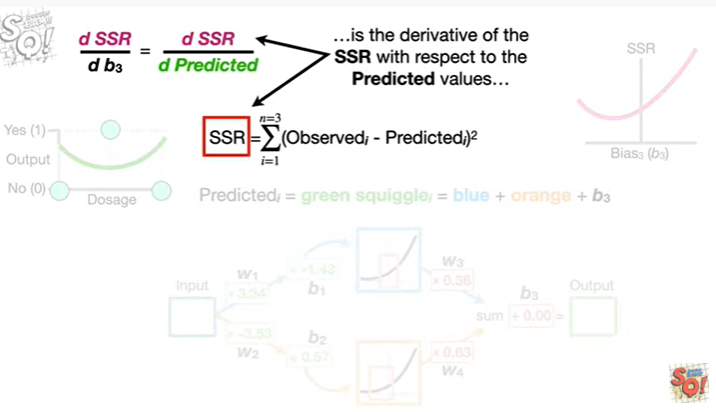 SQ!
d SSR
d b₃
=
d SSR
d Predicted
...is the derivative of the
SSR with respect to the
Predicted values...
SSR
Bias₃ (b₃)
n=3
SSR = ∑(Observedᵢ - Predictedᵢ)²
i=1
Yes (1)
Output
No (0)
Dosage
Predictedᵢ = green squiggleᵢ = blue + orange + b₃
Input
W₁
x 3.34
+ -1.43
b₁
W₃
x 0.36
b₃
Output
sum + 0.00 =
x -3.53
W₂
b₂
+ 0.57
x 0.63
W₄
SQ!